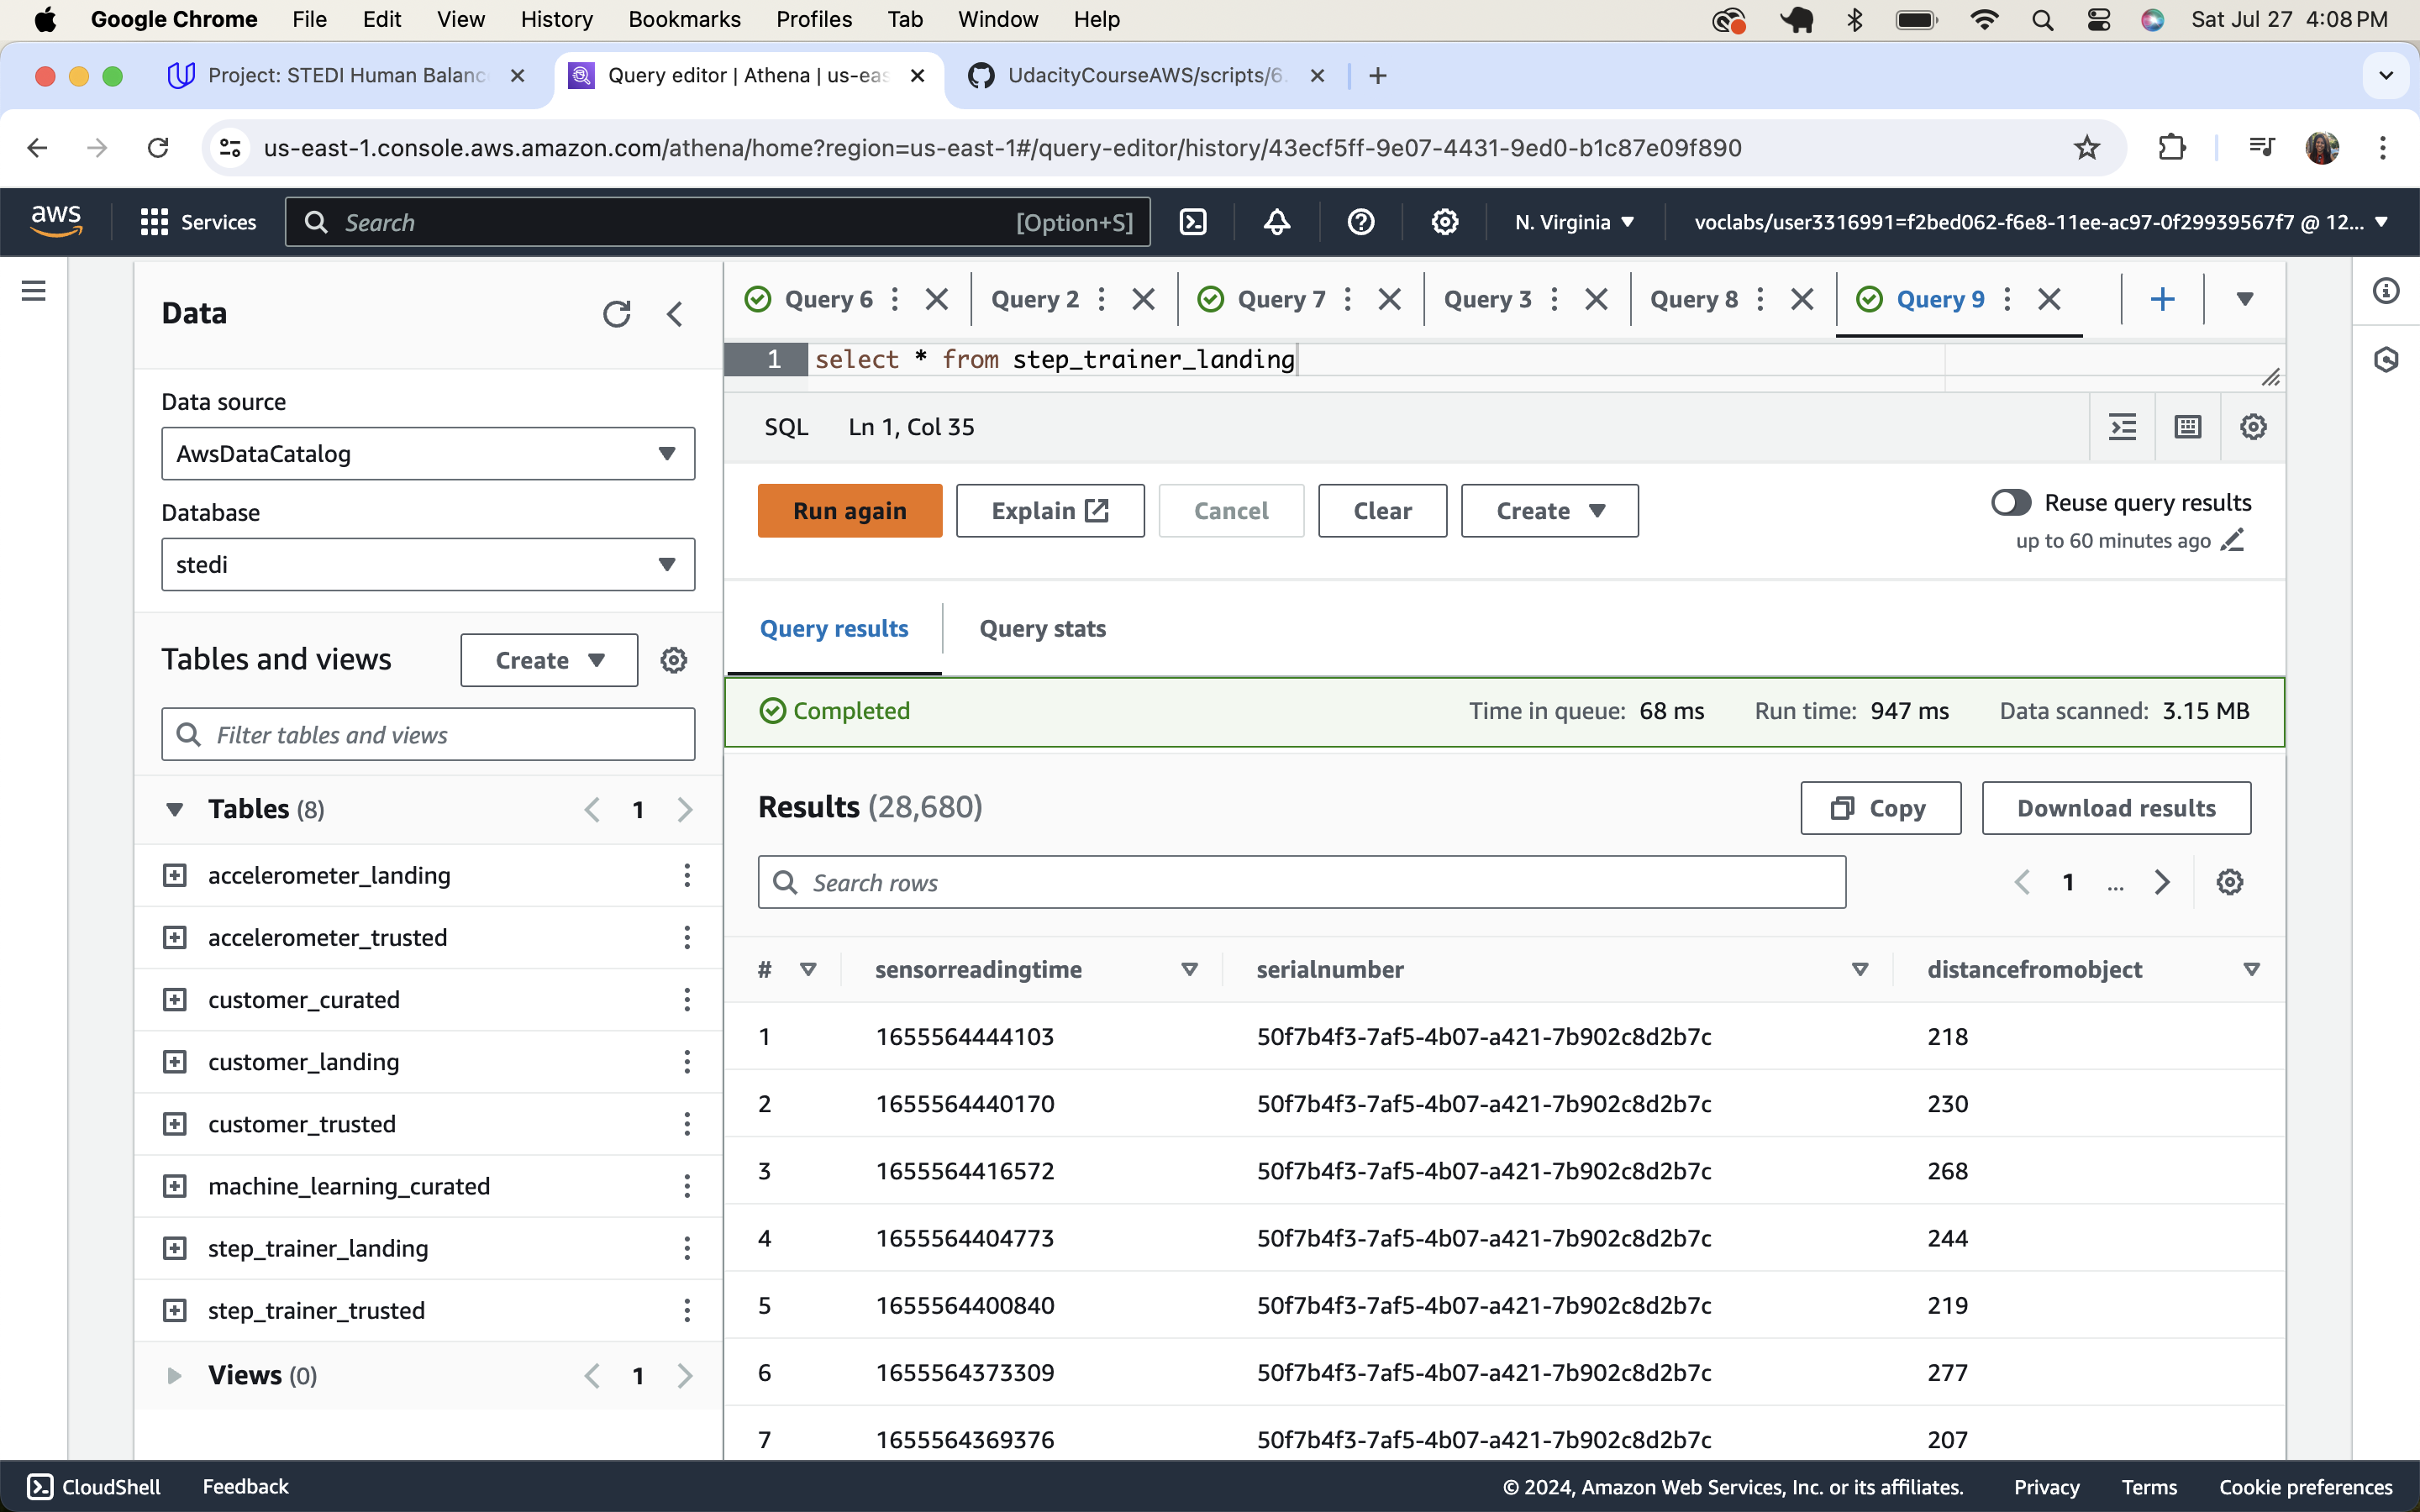 Google Chrome File Edit View History Bookmarks Profiles Tab Window Help Sat Jul 27 4:08 PM
Project: STEDI Human Balanc Query editor | Athena | us-eas UdacityCourseAWS/scripts/6.
us-east-1.console.aws.amazon.com/athena/home?region=us-east-1#/query-editor/history/43ecf5ff-9e07-4431-9ed0-b1c87e09f890
aws Services Search [Option+S] N. Virginia voclabs/user3316991=f2bed062-f6e8-11ee-ac97-0f29939567f7 @ 12...
Data
Data source
AwsDataCatalog
Database
stedi
Tables and views Create
Filter tables and views
Tables (8) 1
accelerometer_landing
accelerometer_trusted
customer_curated
customer_landing
customer_trusted
machine_learning_curated
step_trainer_landing
step_trainer_trusted
Views (0) 1
Query 6 Query 2 Query 7 Query 3 Query 8 Query 9
1 select * from step_trainer_landing
SQL Ln 1, Col 35
Run again Explain Cancel Clear Create Reuse query results
up to 60 minutes ago
Query results Query stats
Completed Time in queue: 68 ms Run time: 947 ms Data scanned: 3.15 MB
Results (28,680) Copy Download results
Search rows 1 ...
# sensorreadingtime serialnumber distancefromobject
1 1655564444103 50f7b4f3-7af5-4b07-a421-7b902c8d2b7c 218
2 1655564440170 50f7b4f3-7af5-4b07-a421-7b902c8d2b7c 230
3 1655564416572 50f7b4f3-7af5-4b07-a421-7b902c8d2b7c 268
4 1655564404773 50f7b4f3-7af5-4b07-a421-7b902c8d2b7c 244
5 1655564400840 50f7b4f3-7af5-4b07-a421-7b902c8d2b7c 219
6 1655564373309 50f7b4f3-7af5-4b07-a421-7b902c8d2b7c 277
7 1655564369376 50f7b4f3-7af5-4b07-a421-7b902c8d2b7c 207
CloudShell Feedback © 2024, Amazon Web Services, Inc. or its affiliates. Privacy Terms Cookie preferences